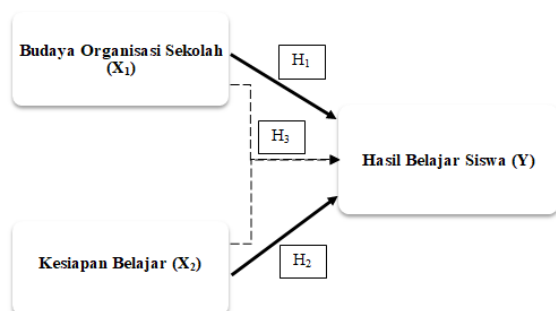 Budaya Organisasi Sekolah
(X₁)
H₁
H₃
Hasil Belajar Siswa (Y)
Kesiapan Belajar (X₂)
H₂